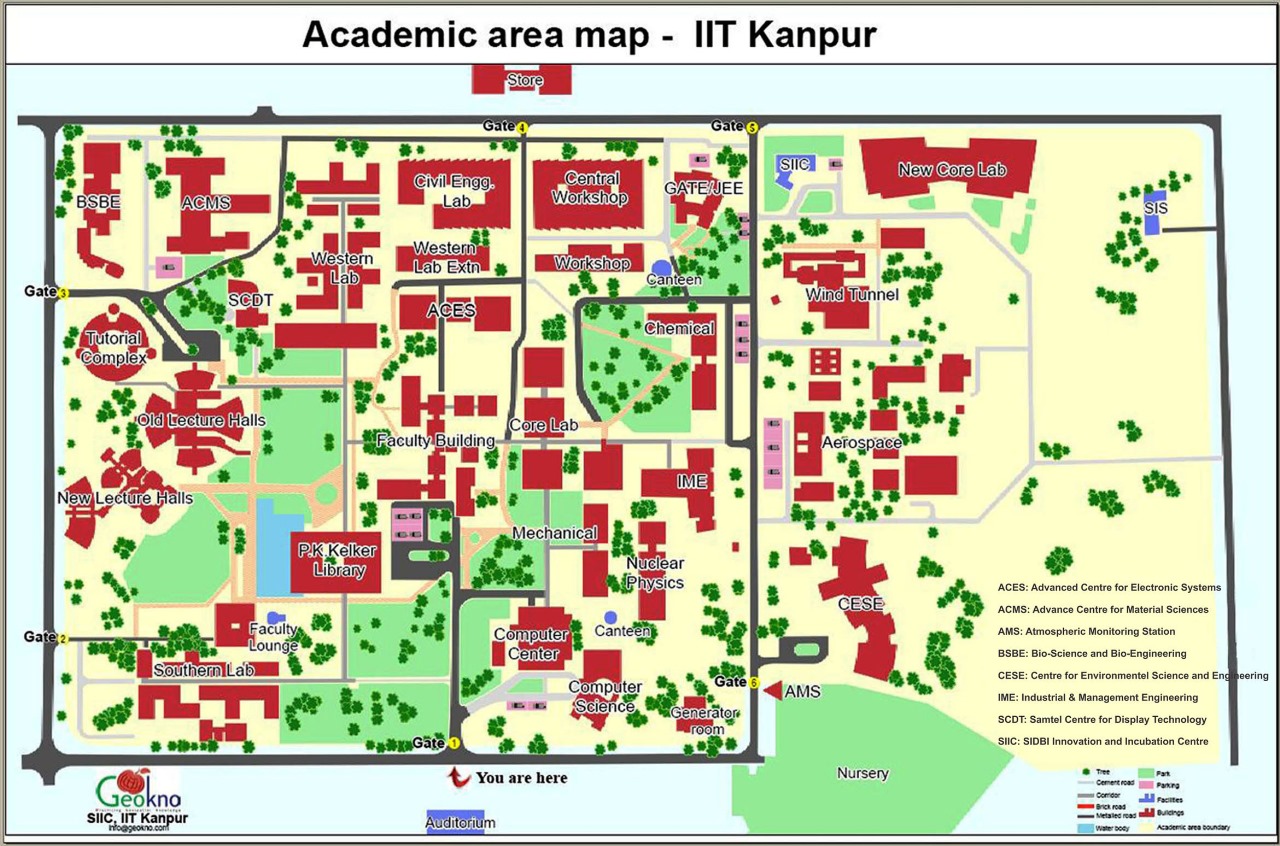 Academic area map - IIT Kanpur
Store
Gate 4
Gate 5
SIIC
New Core Lab
BSBE
ACMS
Civil Engg.
Lab
Central
Workshop
GATE/JEE
SIS
Western
Lab
Western
Lab Extn
Workshop
Canteen
Wind Tunnel
Gate 3
SCDT
ACES
Chemical
Tutorial
Complex
Old Lecture Halls
Faculty Building
Core Lab
Aerospace
New Lecture Halls
IME
Mechanical
P.K.Kelker
Library
Nuclear
Physics
CESE
Gate 2
Faculty
Lounge
Computer
Center
Canteen
Southern Lab
Computer
Science
Gate 6
AMS
Generator
room
Gate 1
You are here
Nursery
Auditorium
ACES: Advanced Centre for Electronic Systems
ACMS: Advance Centre for Material Sciences
AMS: Atmospheric Monitoring Station
BSBE: Bio-Science and Bio-Engineering
CESE: Centre for Environmentel Science and Engineering
IME: Industrial & Management Engineering
SCDT: Samtel Centre for Display Technology
SIIC: SIDBI Innovation and Incubation Centre
Tree
Cement road
Corridor
Brick road
Metalled road
Water body
Park
Parking
Facilities
Buildings
Academic area boundary
Geokno
SIIC, IIT Kanpur
info@geokno.com